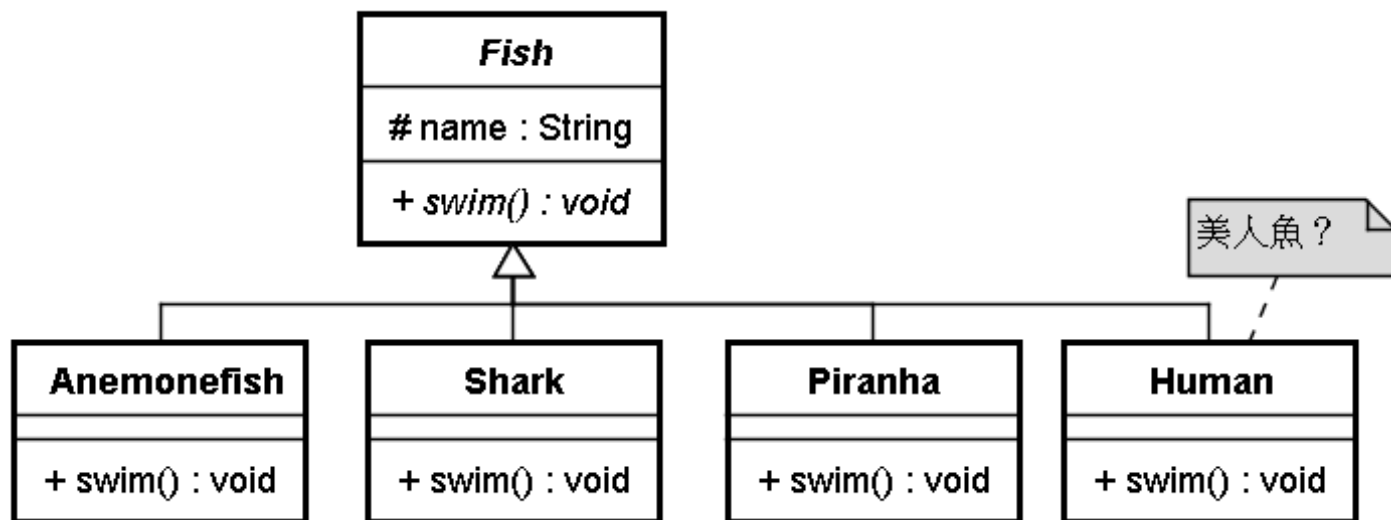 Fish
# name : String
+ swim() : void
美人魚？
Anemonefish
+ swim() : void
Shark
+ swim() : void
Piranha
+ swim() : void
Human
+ swim() : void